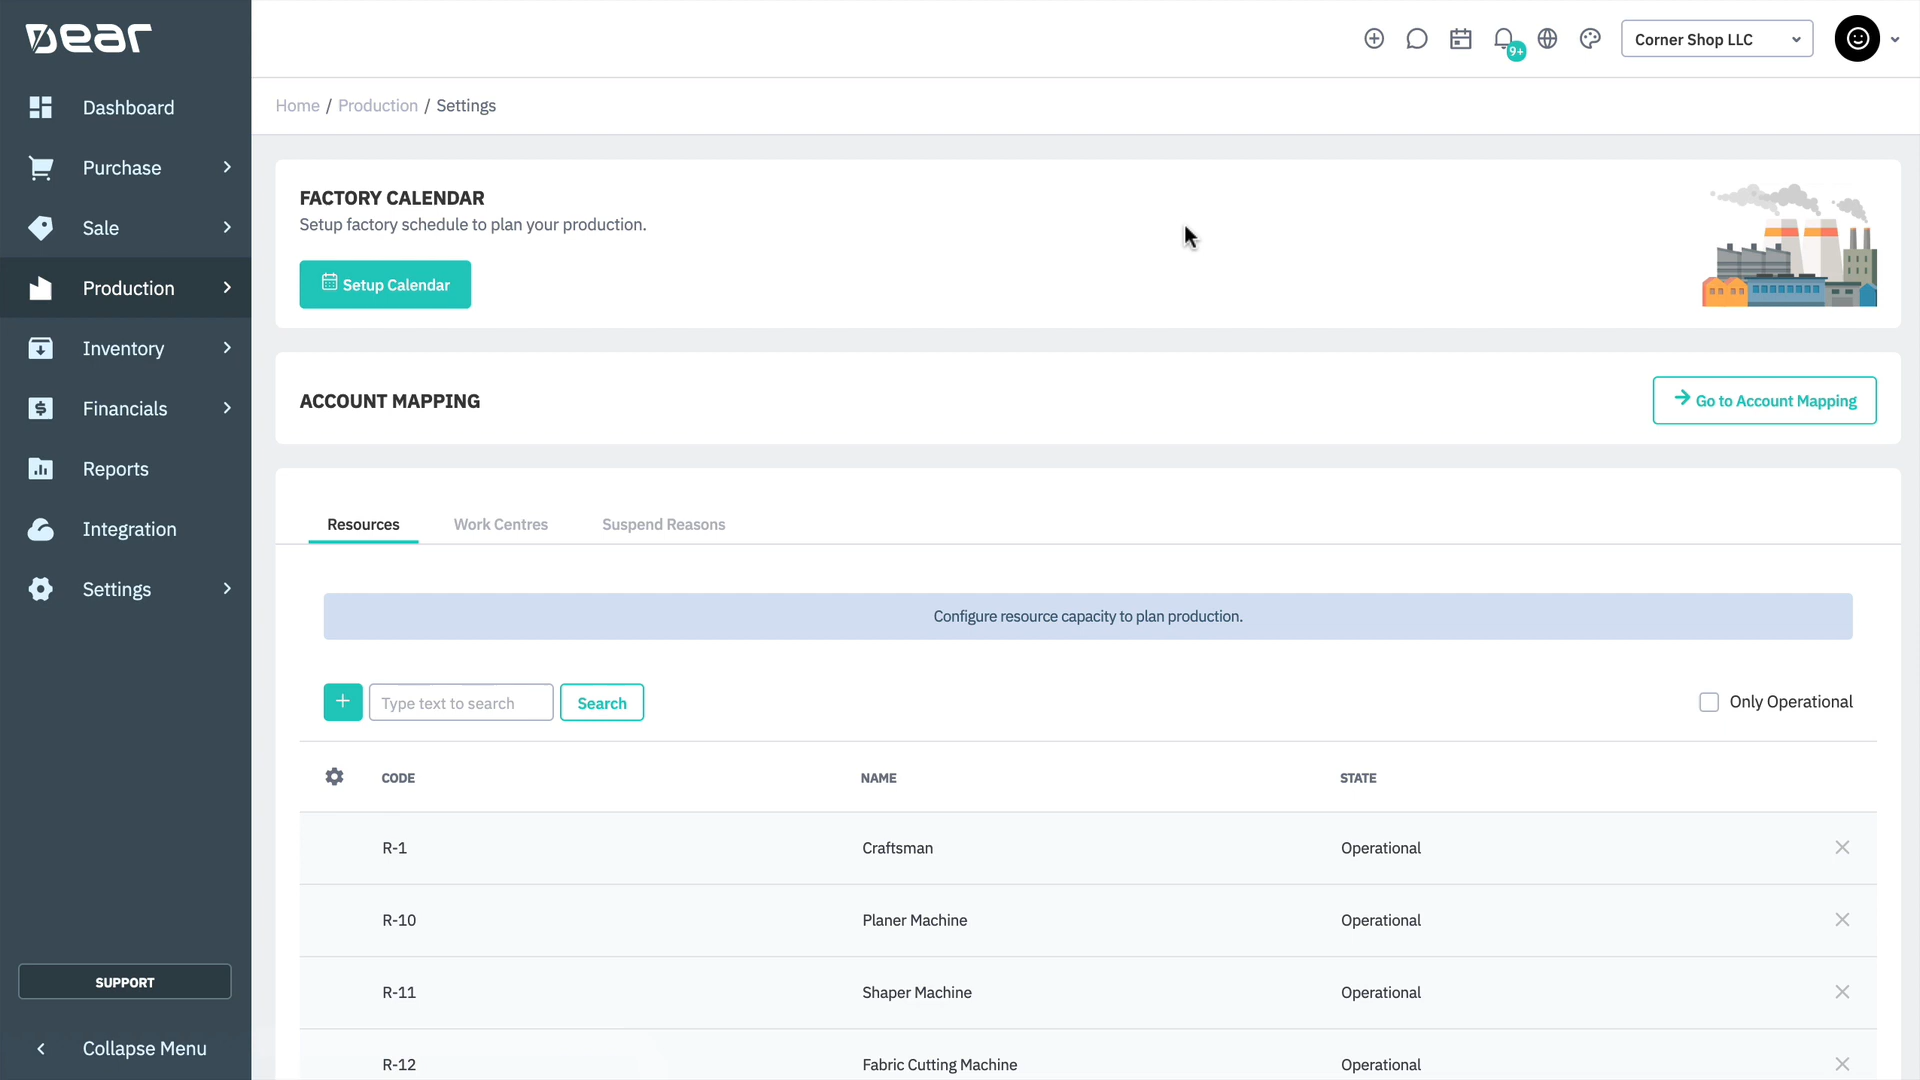 Dear
9+
Corner Shop LLC
Dashboard
Purchase
Sale
Production
Inventory
Financials
Reports
Integration
Settings
SUPPORT
Collapse Menu
Home / Production / Settings
FACTORY CALENDAR
Setup factory schedule to plan your production.
Setup Calendar
ACCOUNT MAPPING
Go to Account Mapping
Resources Work Centres Suspend Reasons
Configure resource capacity to plan production.
+ Type text to search Search Only Operational
CODE NAME STATE
R-1 Craftsman Operational
R-10 Planer Machine Operational
R-11 Shaper Machine Operational
R-12 Fabric Cutting Machine Operational